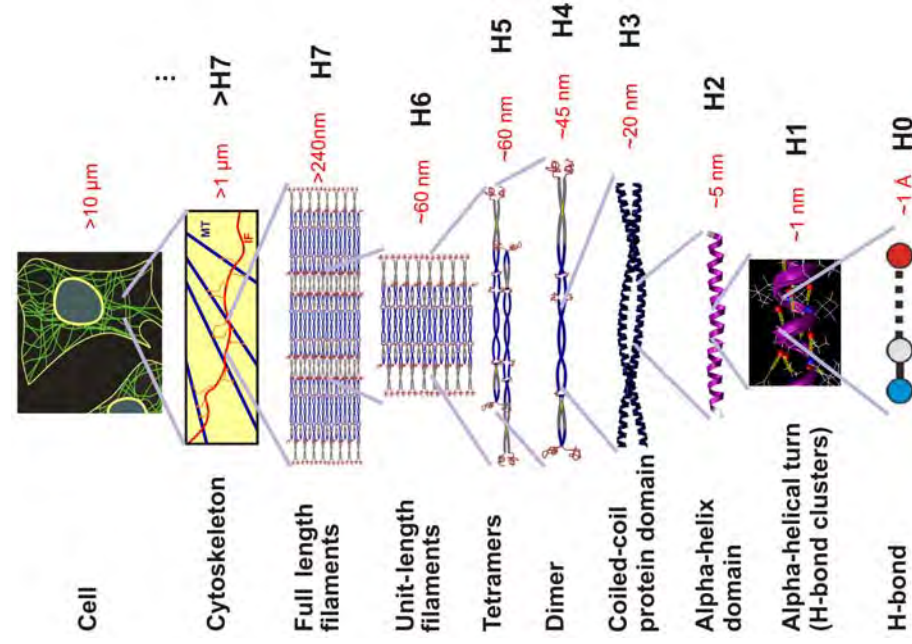 Cell
>10 µm
⋮
Cytoskeleton
MT
IF
>1 µm
>H7
Full length
filaments
>240nm
H7
Unit-length
filaments
~60 nm
H6
Tetramers
~60 nm
H5
Dimer
~45 nm
H4
Coiled-coil
protein domain
~20 nm
H3
Alpha-helix
domain
~5 nm
H2
Alpha-helical turn
(H-bond clusters)
~1 nm
H1
H-bond
~1 Å
H0